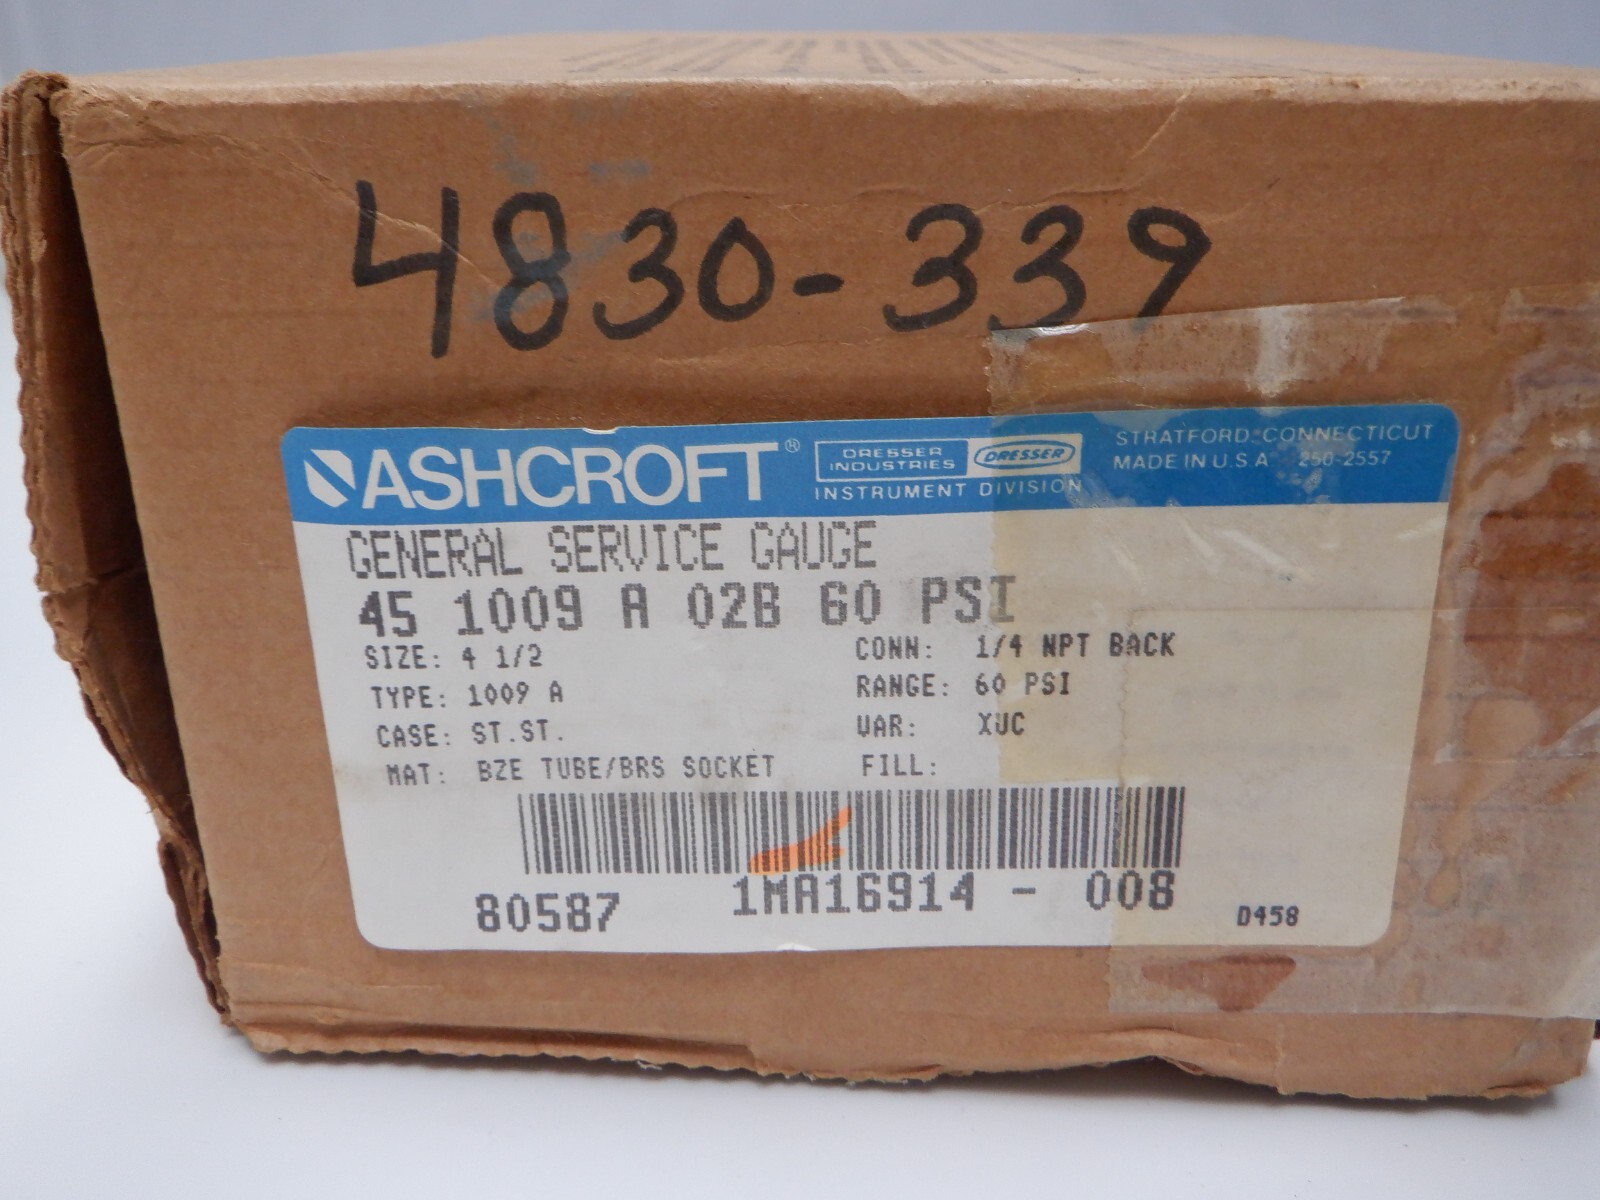 4830-339
ASHCROFT®
DRESSER INDUSTRIES
DRESSER
INSTRUMENT DIVISION
STRATFORD CONNECTICUT
MADE IN U.S.A 250-2557
GENERAL SERVICE GAUGE
45 1009 A 02B 60 PSI
SIZE: 4 1/2 CONN: 1/4 NPT BACK
TYPE: 1009 A RANGE: 60 PSI
CASE: ST.ST. VAR: XUC
MAT: BZE TUBE/BRS SOCKET FILL:
80587 1MA16914 - 008 D458